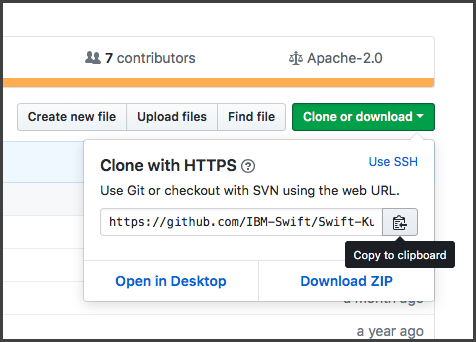 7 contributors Apache-2.0
Create new file Upload files Find file Clone or download
Clone with HTTPS Use SSH
Use Git or checkout with SVN using the web URL.
https://github.com/IBM-Swift/Swift-Ku
Copy to clipboard
Open in Desktop Download ZIP
a month ago
a year ago